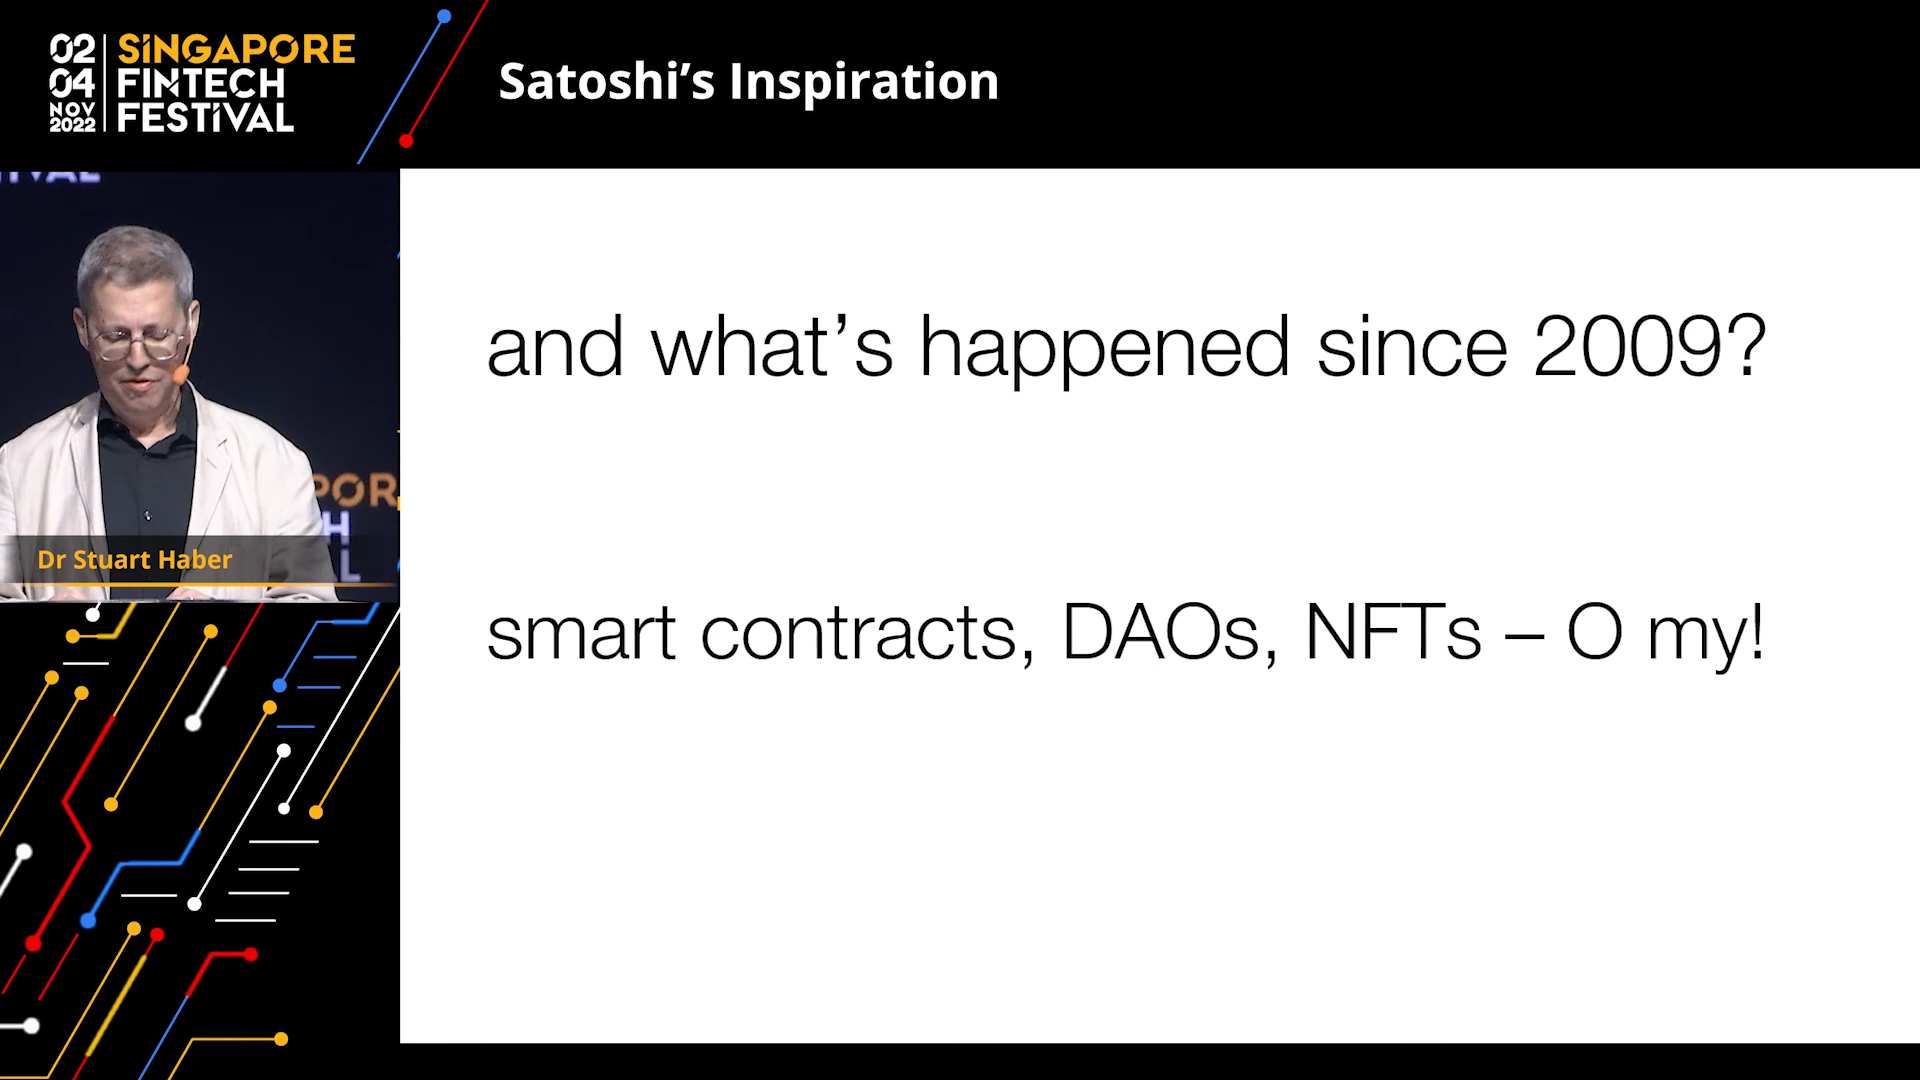 02
04
NOV
2022
SINGAPORE
FINTECH
FESTIVAL
Satoshi’s Inspiration
and what’s happened since 2009?
smart contracts, DAOs, NFTs – O my!
Dr Stuart Haber